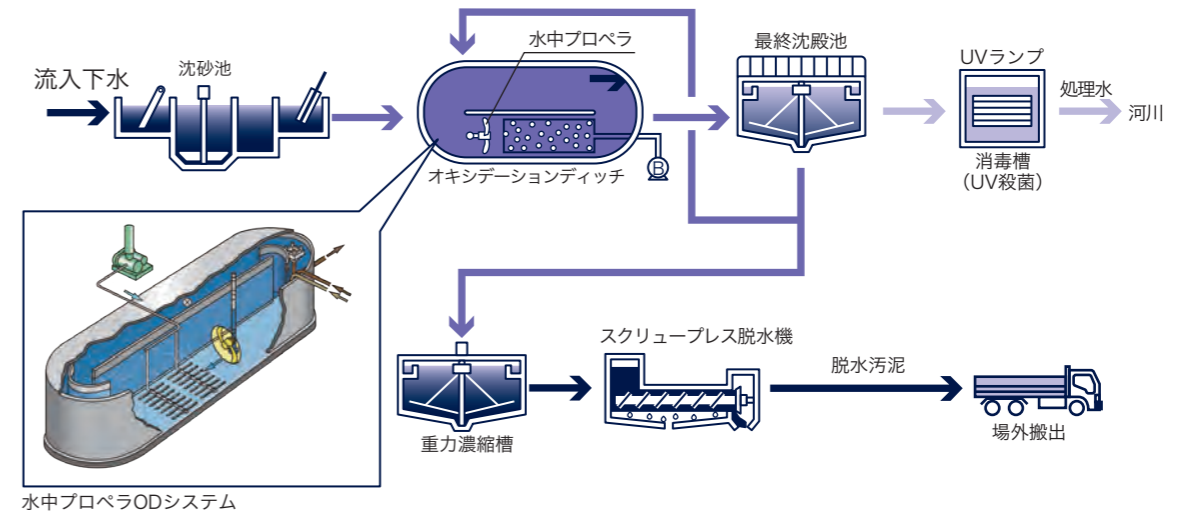 流入下水
沈砂池
水中プロペラ
オキシデーションディッチ
B
最終沈殿池
UVランプ
消毒槽
（UV殺菌）
処理水
河川
水中プロペラODシステム
重力濃縮槽
スクリュープレス脱水機
脱水汚泥
場外搬出